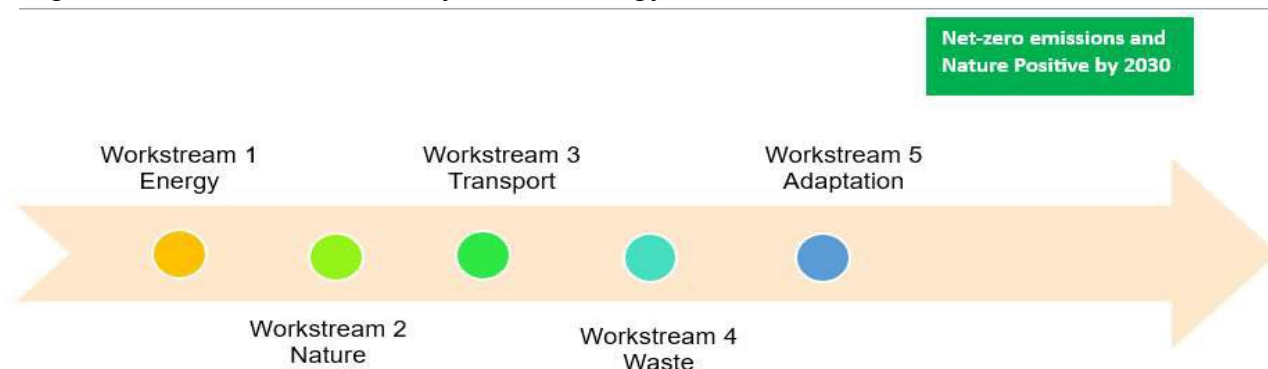 Net-zero emissions and
Nature Positive by 2030
Workstream 1
Energy
Workstream 3
Transport
Workstream 5
Adaptation
Workstream 2
Nature
Workstream 4
Waste